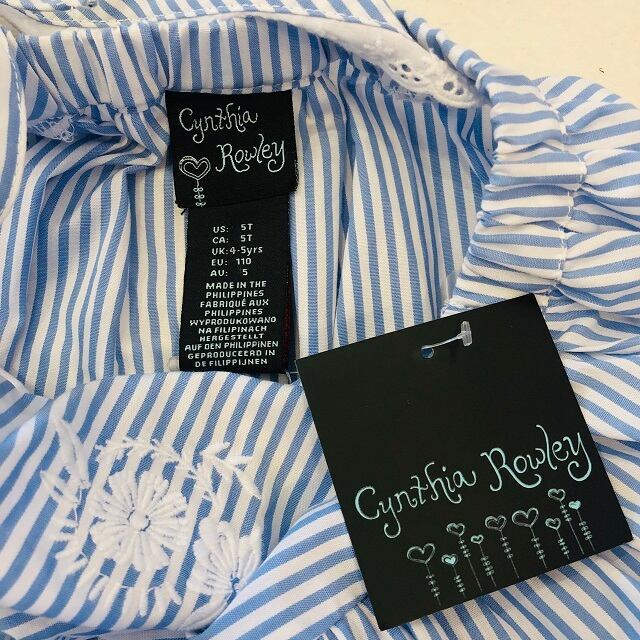 Cynthia
Rowley
US: 5T
CA: 5T
UK: 4-5yrs
EU: 110
AU: 5
MADE IN THE
PHILIPPINES
FABRIQUÉ AUX
PHILIPPINES
WYPRODUKOWANO
NA FILIPINACH
HERGESTELLT
AUF DEN PHILIPPINEN
GEPRODUCEERD IN
DE FILIPPIJNEN
Cynthia Rowley